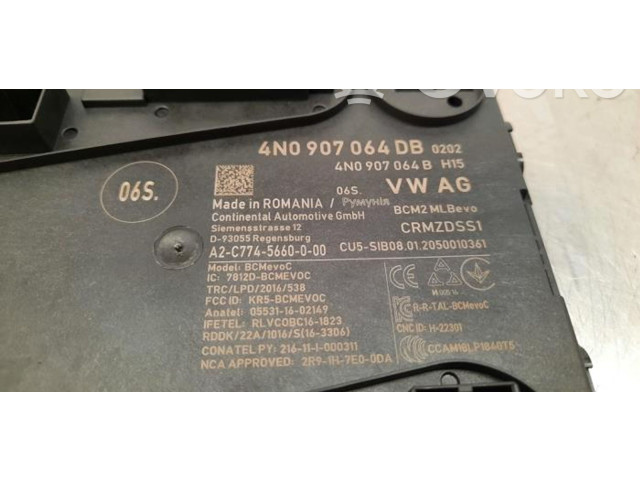 4N0 907 064 DB 0202
4N0 907 064 B H15
06S.
06S.
VW AG
Made in ROMANIA / Румунія
Continental Automotive GmbH
BCM2 MLBevo
Siemensstrasse 12
CRMZDSS1
D-93055 Regensburg
A2-C774-5660-0-00
CU5-SIB08.01.2050010361
Model: BCMevoC
IC: 7812D-BCMEVOC
TRC/LPD/2016/538
FCC ID: KR5-BCMEVOC
R-R-TAL-BCMevoC
Anatel: 05531-16-02149
IFETEL: RLVCOBC16-1823
CNC ID: H-22301
RDDK/22A/1016/S(16-3306)
CONATEL PY: 216-11-I-000311
CCAM16LP1840T5
NCA APPROVED: 2R9-1H-7E0-0DA